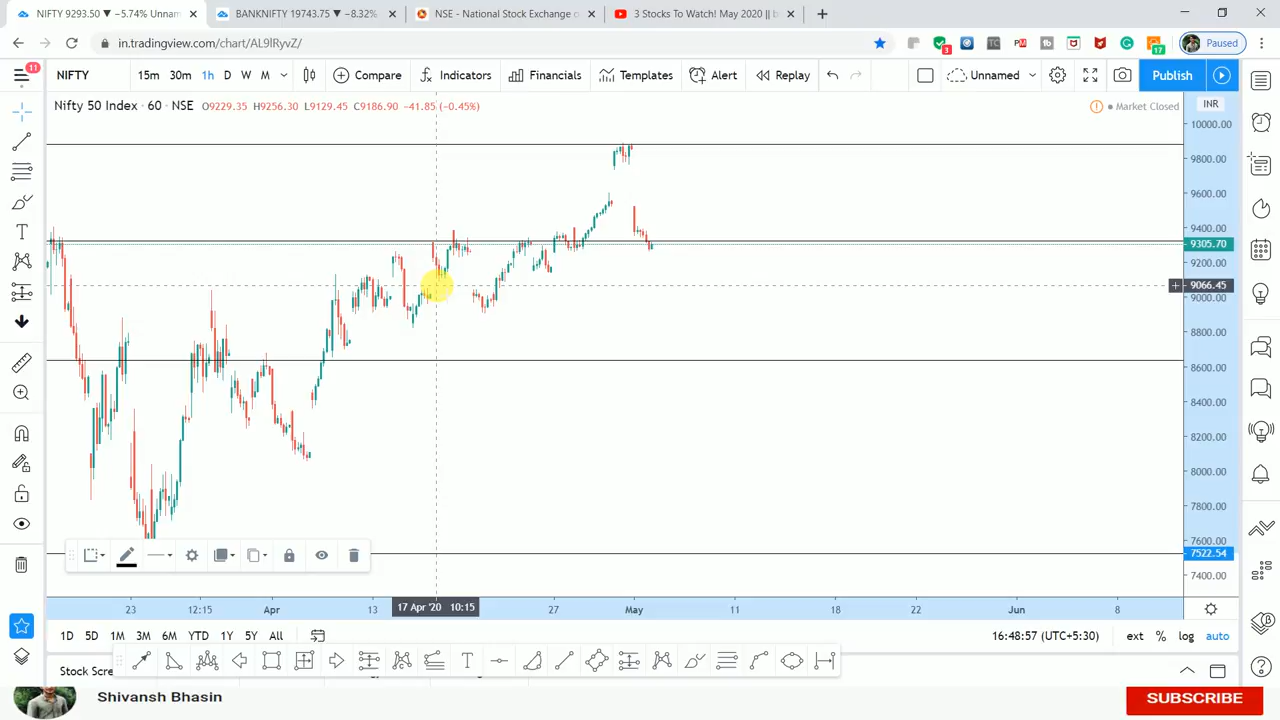 NIFTY 9293.50 ▼ −5.74% Unnam
BANKNIFTY 19743.75 ▼ −8.32%
NSE - National Stock Exchange o
3 Stocks To Watch! May 2020 || b
in.tradingview.com/chart/AL9lRyvZ/
3
17
Paused
11
NIFTY
15m 30m 1h D W M
Compare
Indicators
Financials
Templates
Alert
Replay
Unnamed
Publish
Nifty 50 Index · 60 · NSE O9229.35 H9256.30 L9129.45 C9186.90 −41.85 (−0.45%)
Market Closed
INR
10000.00
9800.00
9600.00
9400.00
9305.70
9200.00
9066.45
9000.00
8800.00
8600.00
8400.00
8200.00
8000.00
7800.00
7600.00
7522.54
7400.00
23 12:15 Apr 13 17 Apr '20 10:15 27 May 11 18 22 Jun 8
1D 5D 1M 3M 6M YTD 1Y 5Y All
16:48:57 (UTC+5:30) ext % log auto
Stock Scre
Shivansh Bhasin
SUBSCRIBE